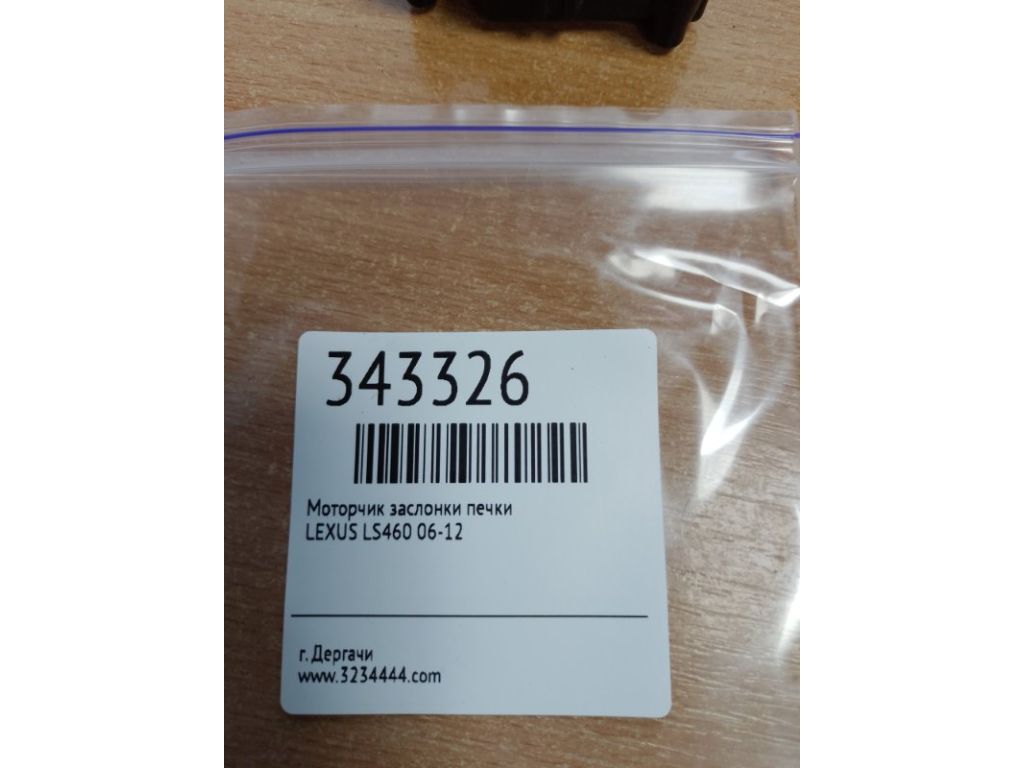 343326
Моторчик заслонки печки
LEXUS LS460 06-12
г. Дергачи
www.3234444.com